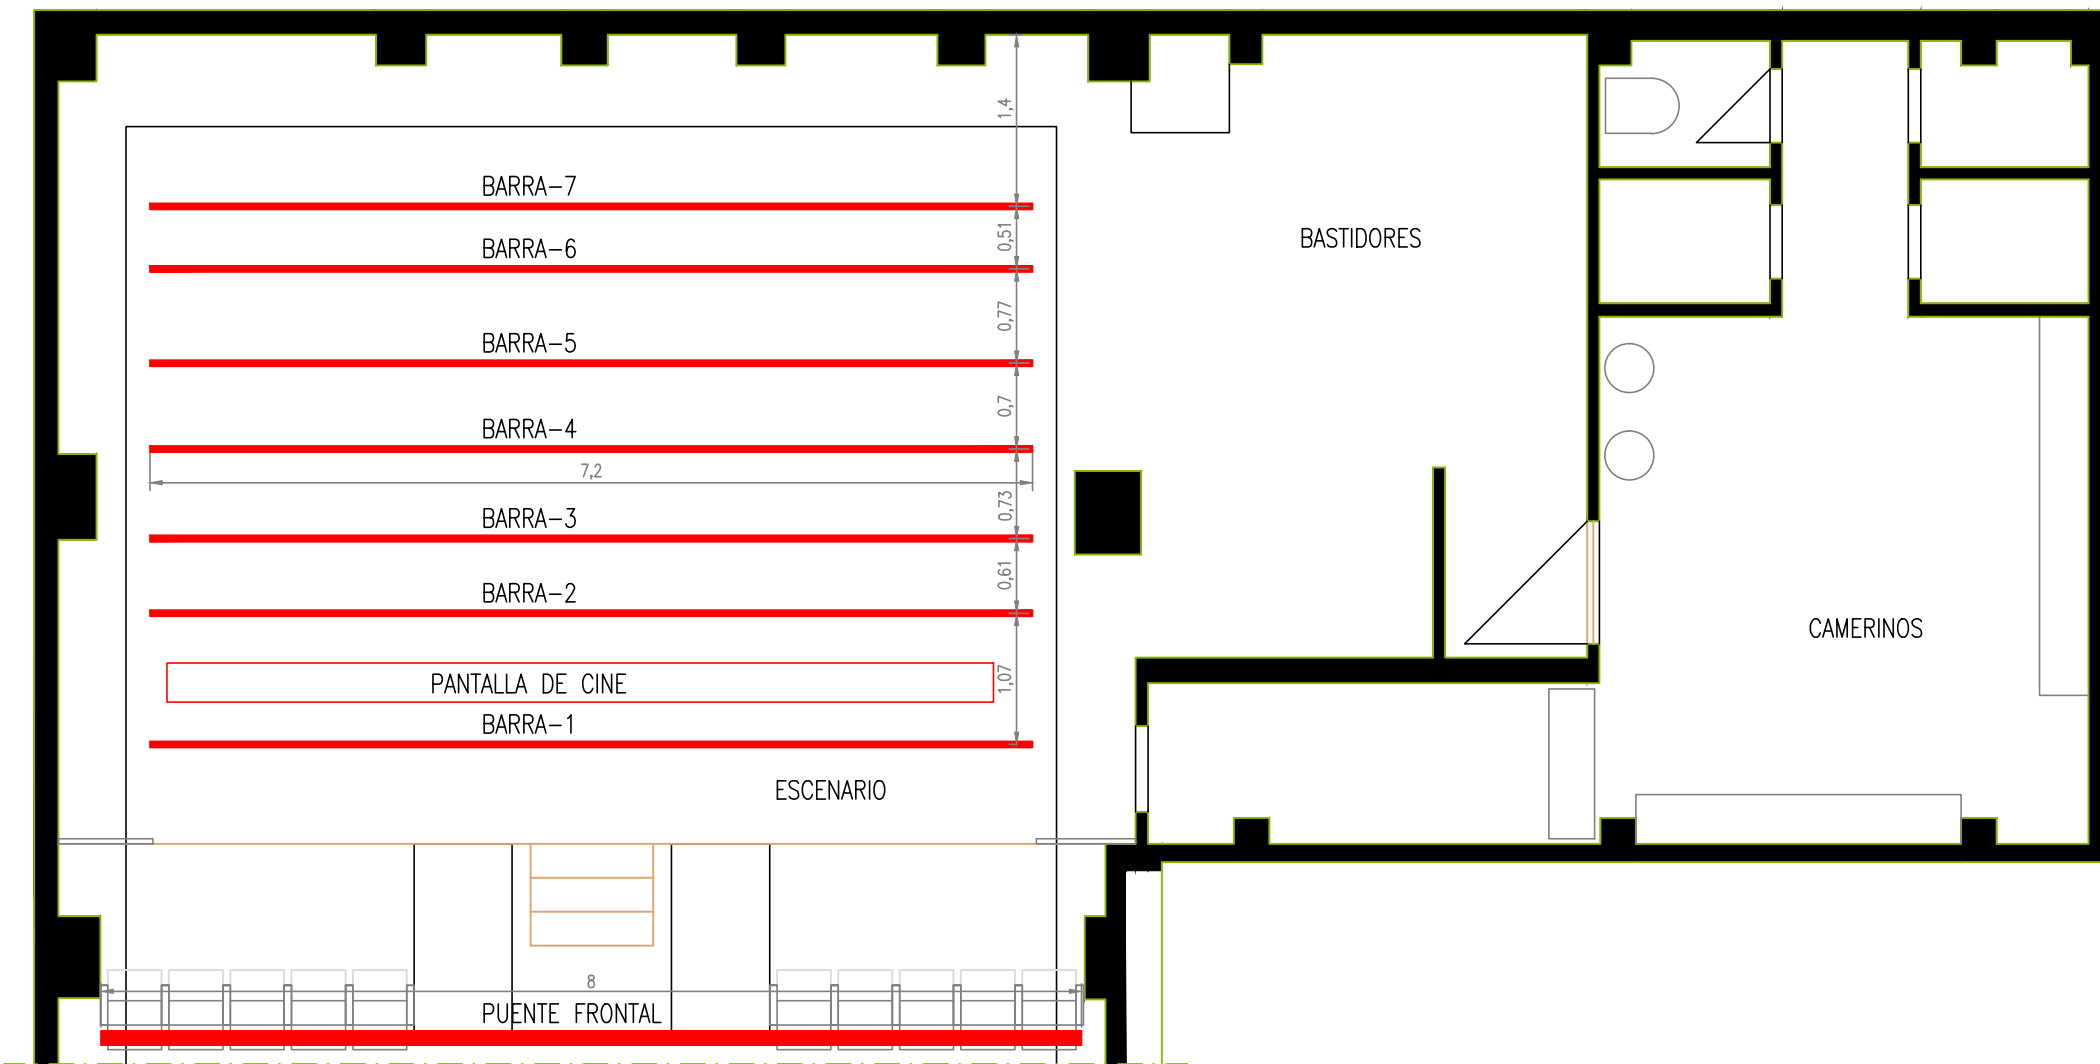 1,4
BARRA-7
0,51
BASTIDORES
BARRA-6
0,77
BARRA-5
0,7
BARRA-4
7,2
0,73
BARRA-3
0,61
BARRA-2
CAMERINOS
1,07
PANTALLA DE CINE
BARRA-1
ESCENARIO
8
PUENTE FRONTAL